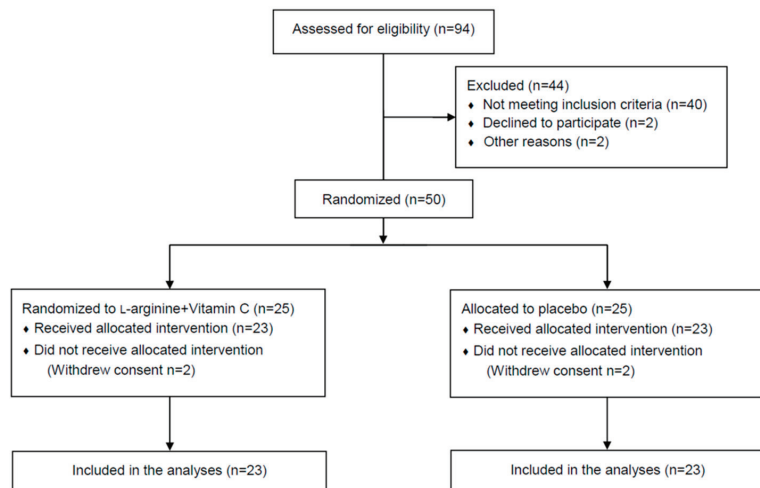 Assessed for eligibility (n=94)
Excluded (n=44)
♦ Not meeting inclusion criteria (n=40)
♦ Declined to participate (n=2)
♦ Other reasons (n=2)
Randomized (n=50)
Randomized to L-arginine+Vitamin C (n=25)
♦ Received allocated intervention (n=23)
♦ Did not receive allocated intervention
(Withdrew consent n=2)
Allocated to placebo (n=25)
♦ Received allocated intervention (n=23)
♦ Did not receive allocated intervention
(Withdrew consent n=2)
Included in the analyses (n=23)
Included in the analyses (n=23)